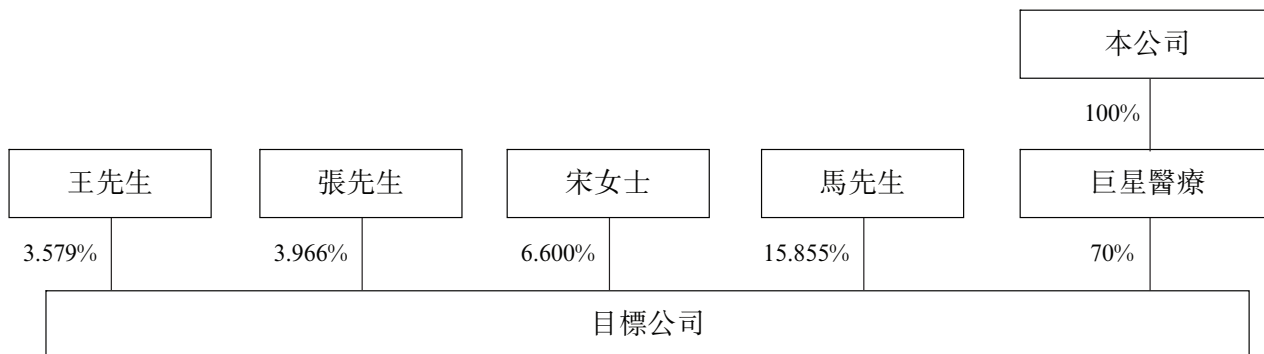 本公司
100%
王先生
張先生
宋女士
馬先生
巨星醫療
3.579%
3.966%
6.600%
15.855%
70%
目標公司